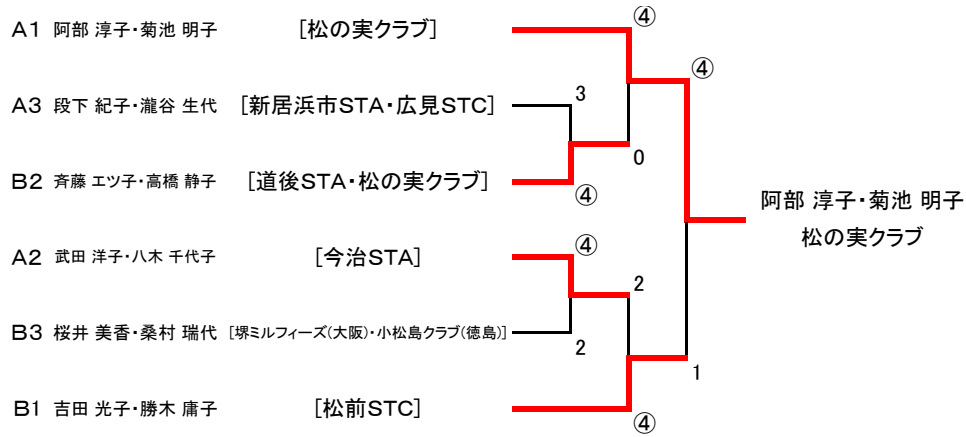 ④
A1 阿部 淳子・菊池 明子 [松の実クラブ]
④
3
A3 段下 紀子・瀧谷 生代 [新居浜市STA・広見STC]
0
B2 斉藤 エツ子・高橋 静子 [道後STA・松の実クラブ]
④
阿部 淳子・菊池 明子
松の実クラブ
④
A2 武田 洋子・八木 千代子 [今治STA]
2
B3 桜井 美香・桑村 瑞代 [堺ミルフィーズ(大阪)・小松島クラブ(徳島)]
2
1
B1 吉田 光子・勝木 庸子 [松前STC]
④